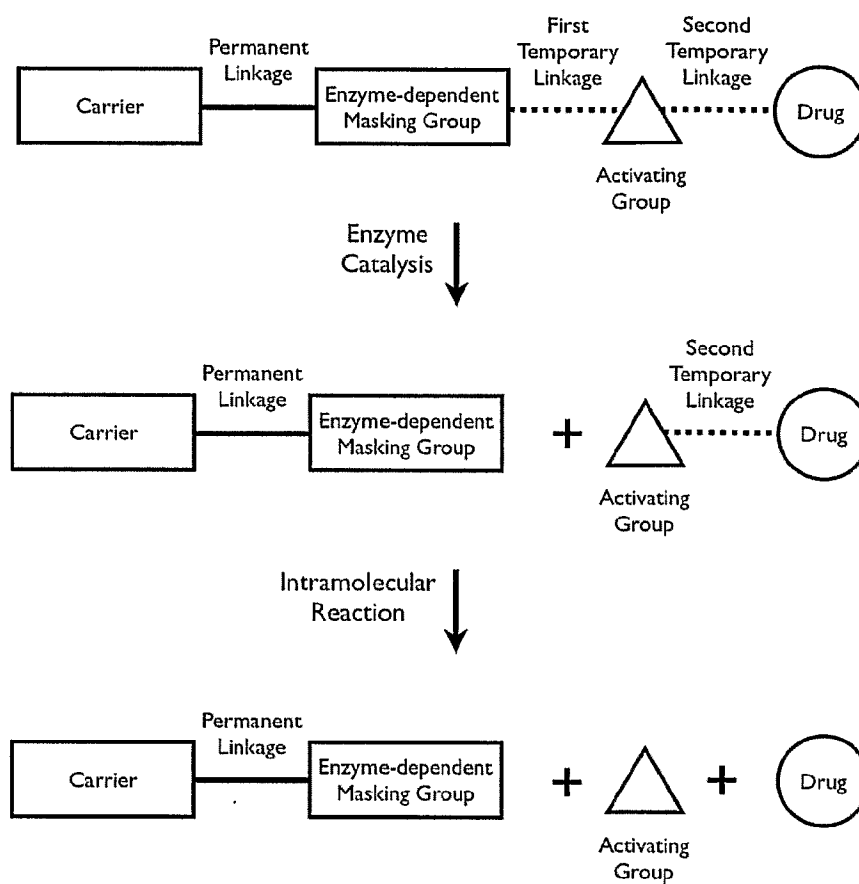 First
Temporary
Linkage
Second
Temporary
Linkage
Permanent
Linkage
Carrier
Enzyme-dependent
Masking Group
Drug
Activating
Group
Enzyme
Catalysis
Second
Temporary
Linkage
Permanent
Linkage
Carrier
Enzyme-dependent
Masking Group
+
Drug
Activating
Group
Intramolecular
Reaction
Permanent
Linkage
Carrier
Enzyme-dependent
Masking Group
+
+
Drug
Activating
Group